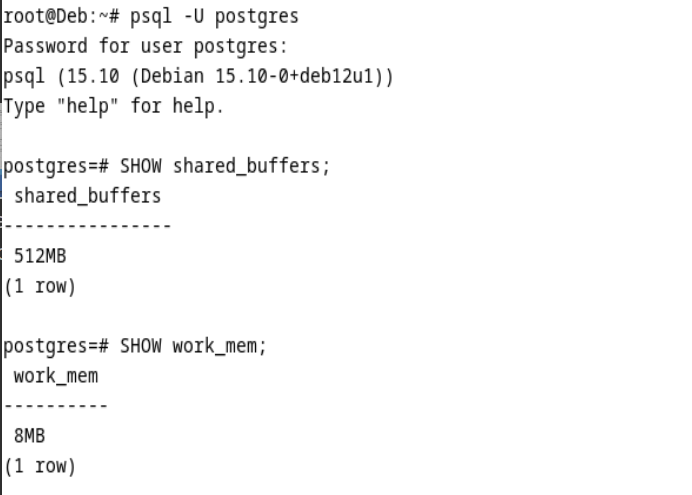 root@Deb:~# psql -U postgres
Password for user postgres:
psql (15.10 (Debian 15.10-0+deb12u1))
Type "help" for help.
postgres=# SHOW shared_buffers;
shared_buffers
----------------
512MB
(1 row)
postgres=# SHOW work_mem;
work_mem
----------
8MB
(1 row)